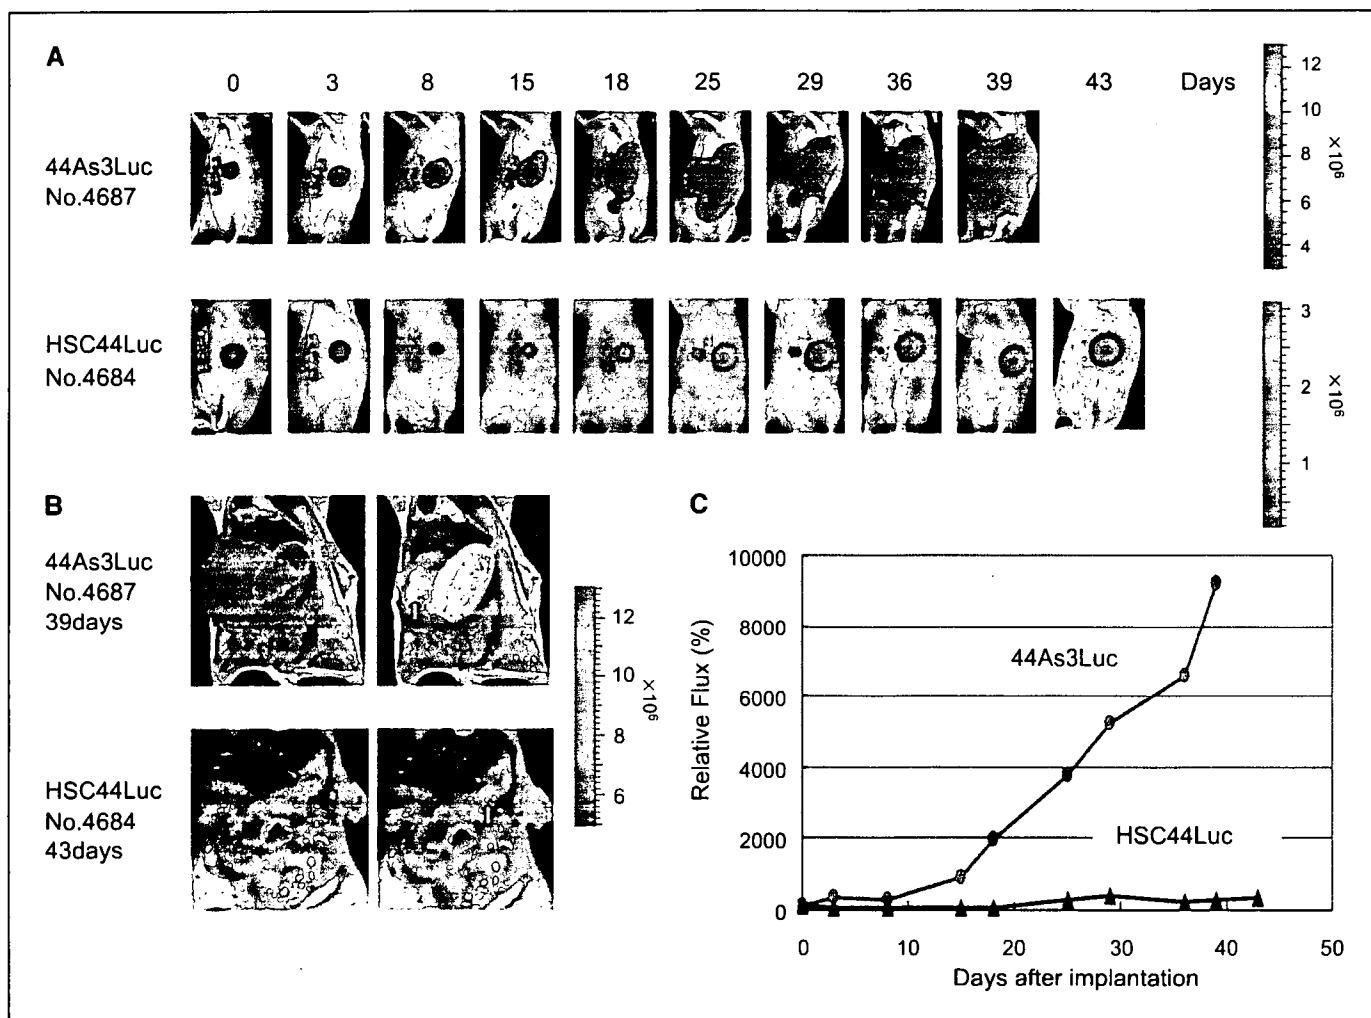 A
0 3 8 15 18 25 29 36 39 43 Days
44As3Luc
No.4687
12
10
8
6
4
×10⁶
HSC44Luc
No.4684
3
2
1
×10⁶
B
44As3Luc
No.4687
39days
HSC44Luc
No.4684
43days
12
10
8
6
×10⁶
C
10000
8000
6000
4000
2000
0
Relative Flux (%)
44As3Luc
HSC44Luc
0 10 20 30 40 50
Days after implantation